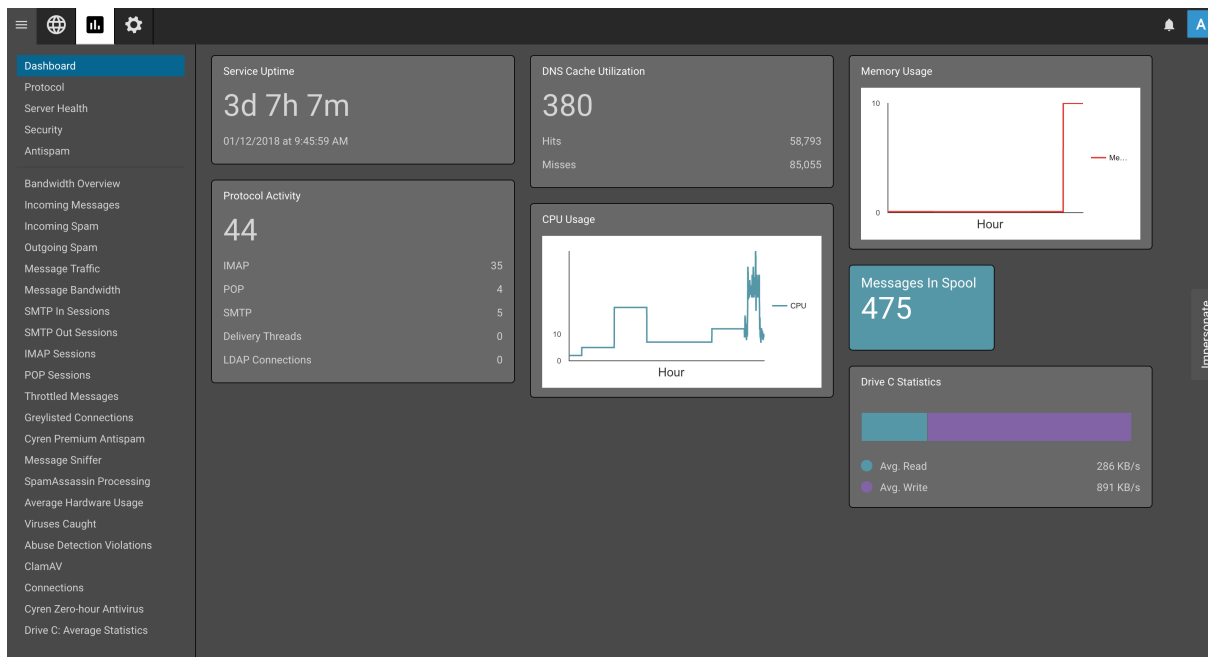 A
Dashboard
Protocol
Server Health
Security
Antispam
Bandwidth Overview
Incoming Messages
Incoming Spam
Outgoing Spam
Message Traffic
Message Bandwidth
SMTP In Sessions
SMTP Out Sessions
IMAP Sessions
POP Sessions
Throttled Messages
Greylisted Connections
Cyren Premium Antispam
Message Sniffer
SpamAssassin Processing
Average Hardware Usage
Viruses Caught
Abuse Detection Violations
ClamAV
Connections
Cyren Zero-hour Antivirus
Drive C: Average Statistics
Service Uptime
3d 7h 7m
01/12/2018 at 9:45:59 AM
Protocol Activity
44
IMAP 35
POP 4
SMTP 5
Delivery Threads 0
LDAP Connections 0
DNS Cache Utilization
380
Hits 58,793
Misses 85,055
CPU Usage
CPU
10
0
Hour
Memory Usage
10
Me...
0
Hour
Messages In Spool
475
Drive C Statistics
Avg. Read 286 KB/s
Avg. Write 891 KB/s
Impersonate